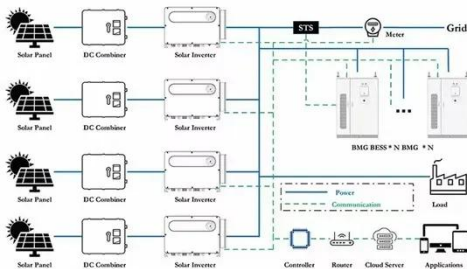 STS
Meter
Grid
Solar Panel
DC Combiner
Solar Inverter
Solar Panel
DC Combiner
Solar Inverter
BMG BESS * N BMG * N
Solar Panel
DC Combiner
Solar Inverter
Power
Communication
Load
Solar Panel
DC Combiner
Solar Inverter
Controller
Router
Cloud Server
Applications